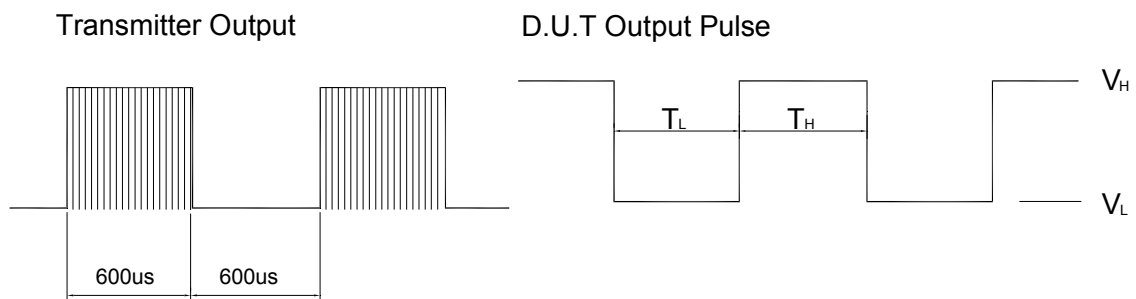 Transmitter Output
D.U.T Output Pulse
VH
TL
TH
VL
600us
600us